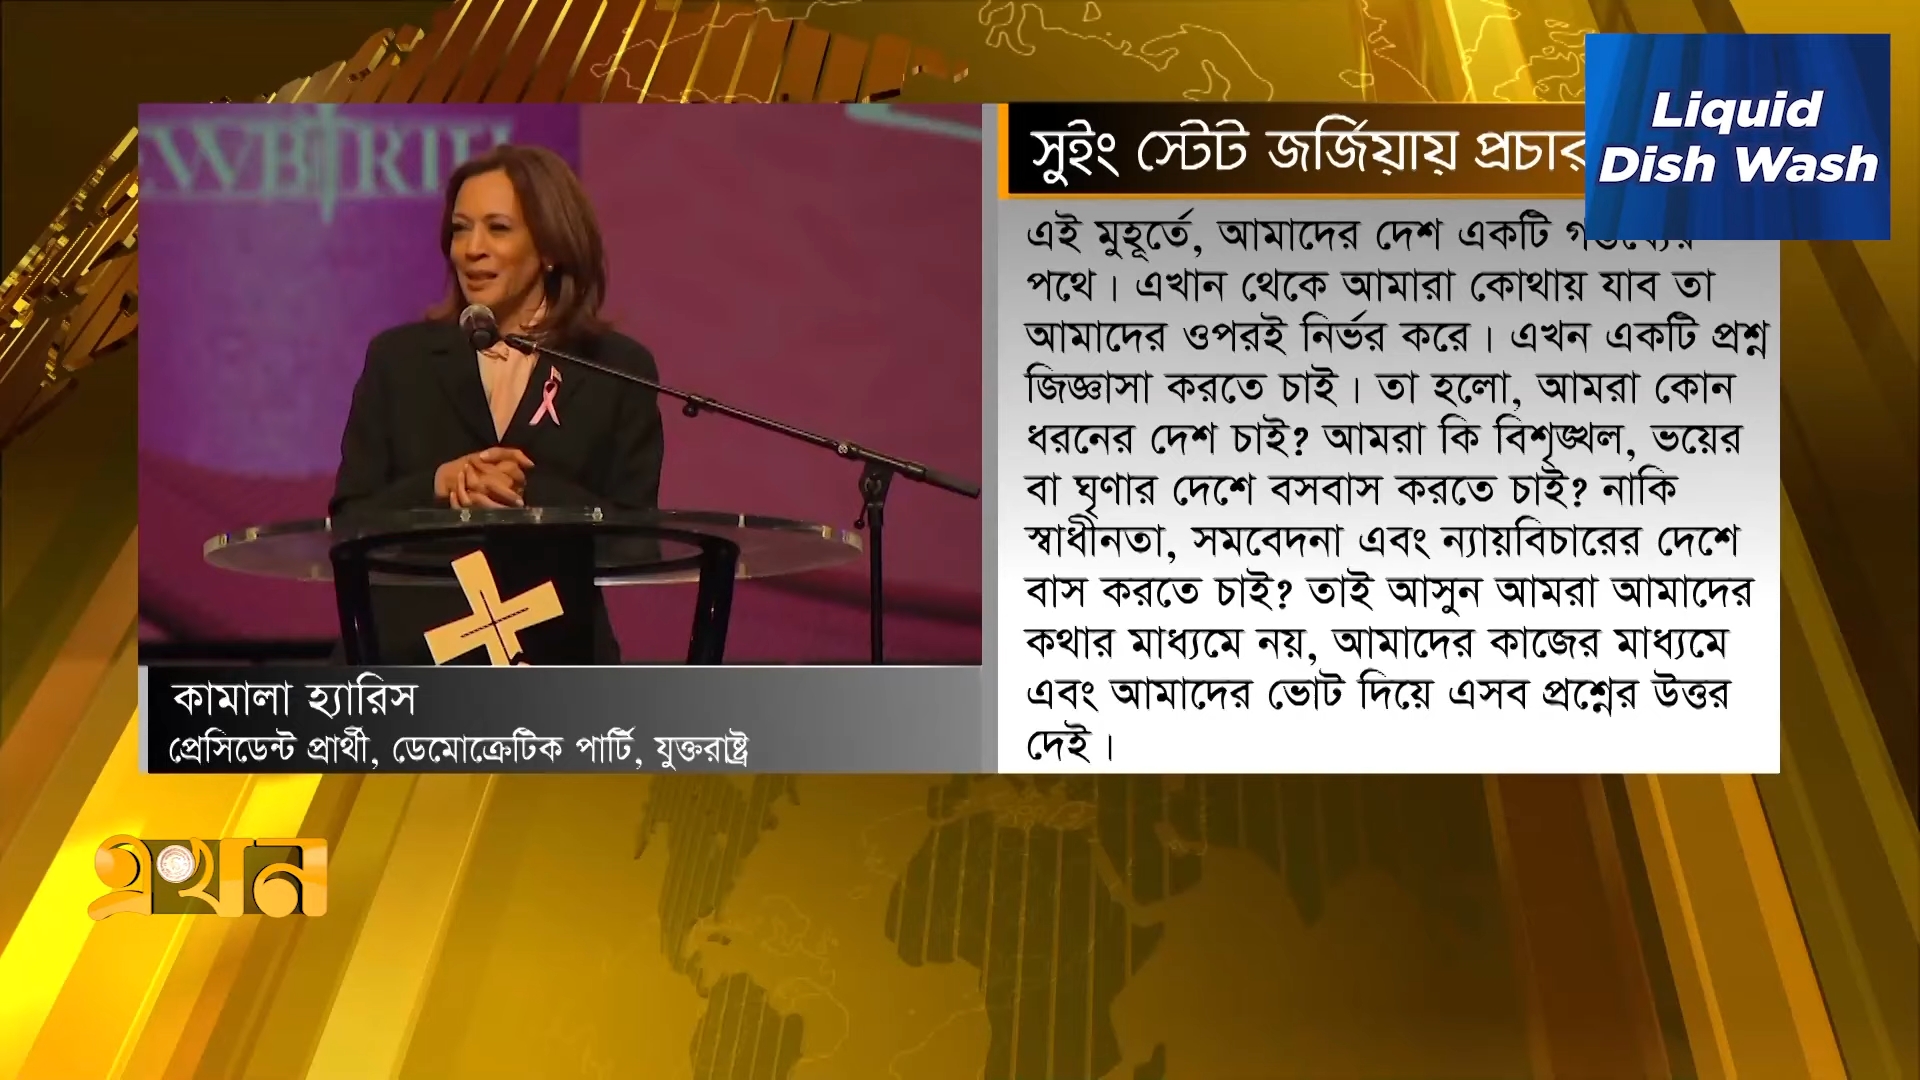 EWBIRTH
সুইং স্টেট জর্জিয়ায় প্রচার
Liquid
Dish Wash
এই মুহূর্তে, আমাদের দেশ একটি
পথে। এখান থেকে আমারা কোথায় যাব তা
আমাদের ওপরই নির্ভর করে। এখন একটি প্রশ্ন
জিজ্ঞাসা করতে চাই। তা হলো, আমরা কোন
ধরনের দেশ চাই? আমরা কি বিশৃঙ্খল, ভয়ের
বা ঘৃণার দেশে বসবাস করতে চাই? নাকি
স্বাধীনতা, সমবেদনা এবং ন্যায়বিচারের দেশে
বাস করতে চাই? তাই আসুন আমরা আমাদের
কথার মাধ্যমে নয়, আমাদের কাজের মাধ্যমে
এবং আমাদের ভোট দিয়ে এসব প্রশ্নের উত্তর
দেই।
কামালা হ্যারিস
প্রেসিডেন্ট প্রার্থী, ডেমোক্রেটিক পার্টি, যুক্তরাষ্ট্র
এখন